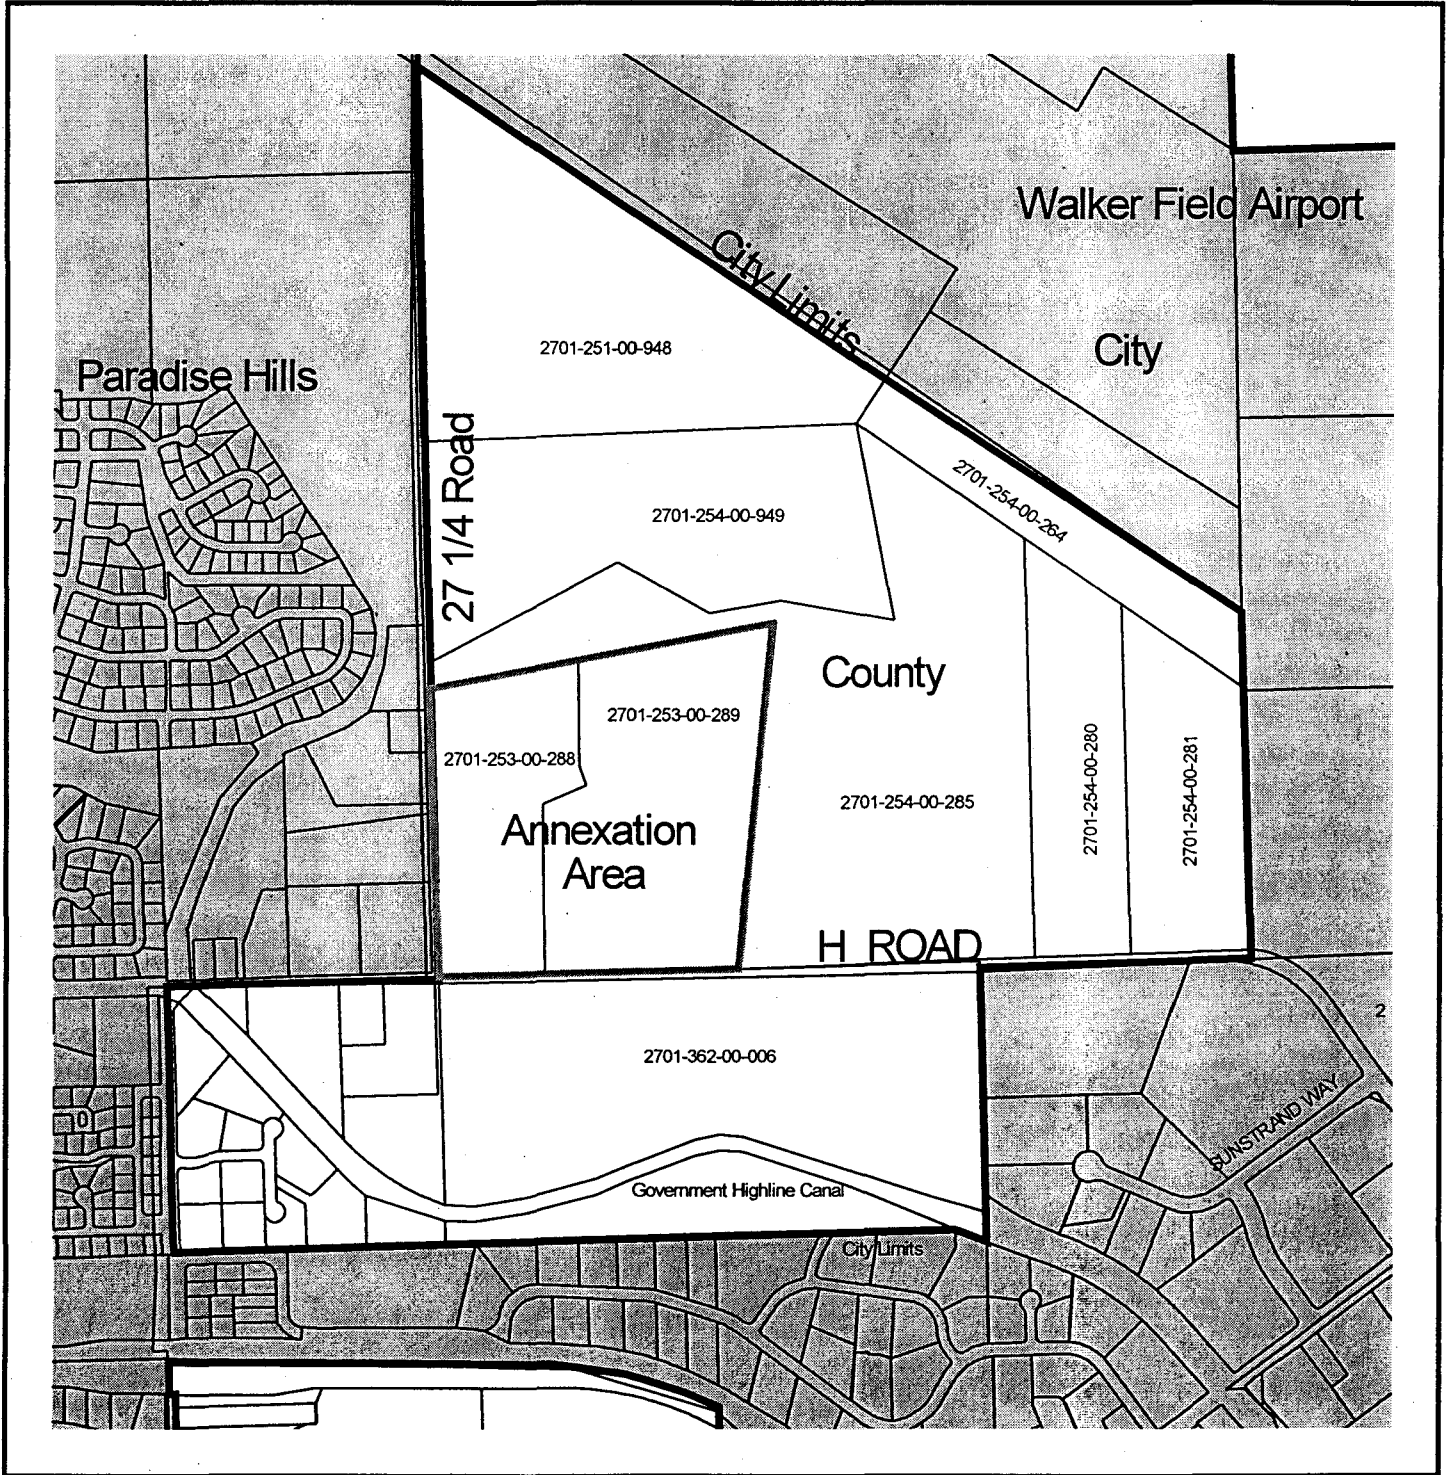 Walker Field Airport
City Limits
City
2701-251-00-948
Paradise Hills
27 1/4 Road
2701-254-00-264
2701-254-00-949
County
2701-253-00-289
2701-253-00-288
2701-254-00-280
2701-254-00-281
2701-254-00-285
Annexation
Area
H ROAD
2
2701-362-00-006
SUNSTRAND WAY
Government Highline Canal
City Limits